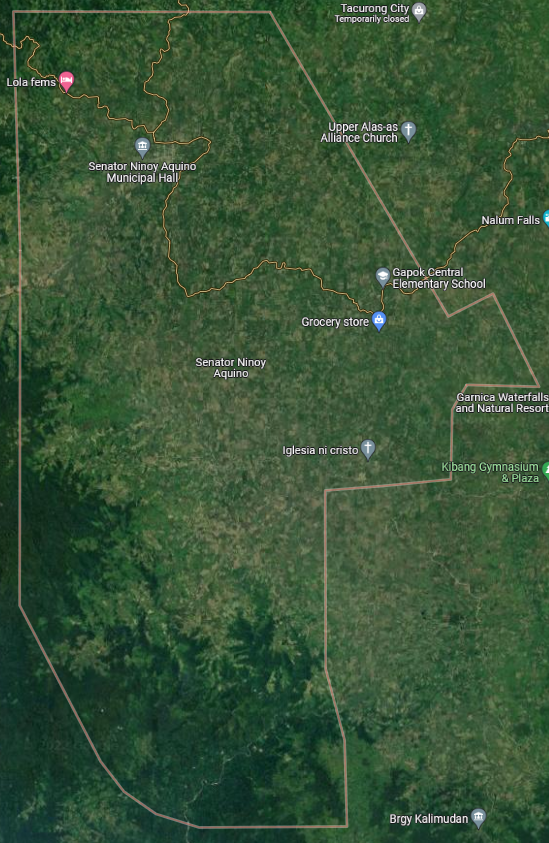 Tacurong City
Temporarily closed
Lola fems
Upper Alas-as
Alliance Church
Senator Ninoy Aquino
Municipal Hall
Nalum Falls
Gapok Central
Elementary School
Grocery store
Senator Ninoy
Aquino
Garnica Waterfalls
and Natural Resort
Iglesia ni cristo
Kibang Gymnasium
& Plaza
Brgy Kalimudan